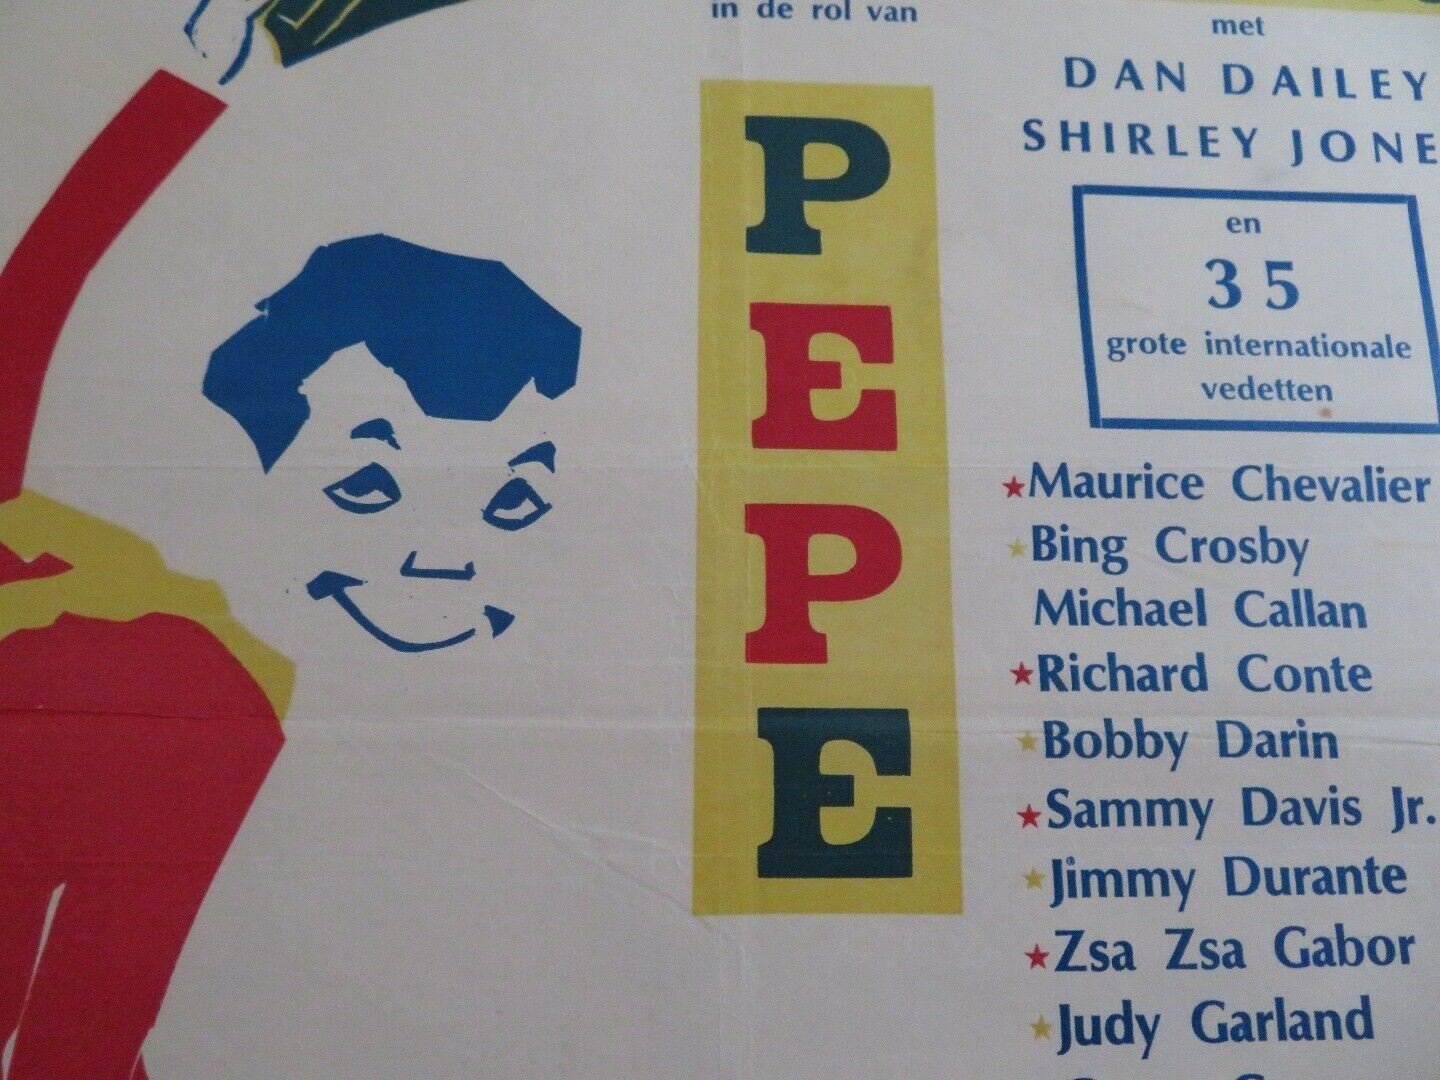 in de rol van
PEPE
met
DAN DAILEY
SHIRLEY JONE
en
35
grote internationale
vedetten
Maurice Chevalier
Bing Crosby
Michael Callan
Richard Conte
Bobby Darin
Sammy Davis Jr.
Jimmy Durante
Zsa Zsa Gabor
Judy Garland